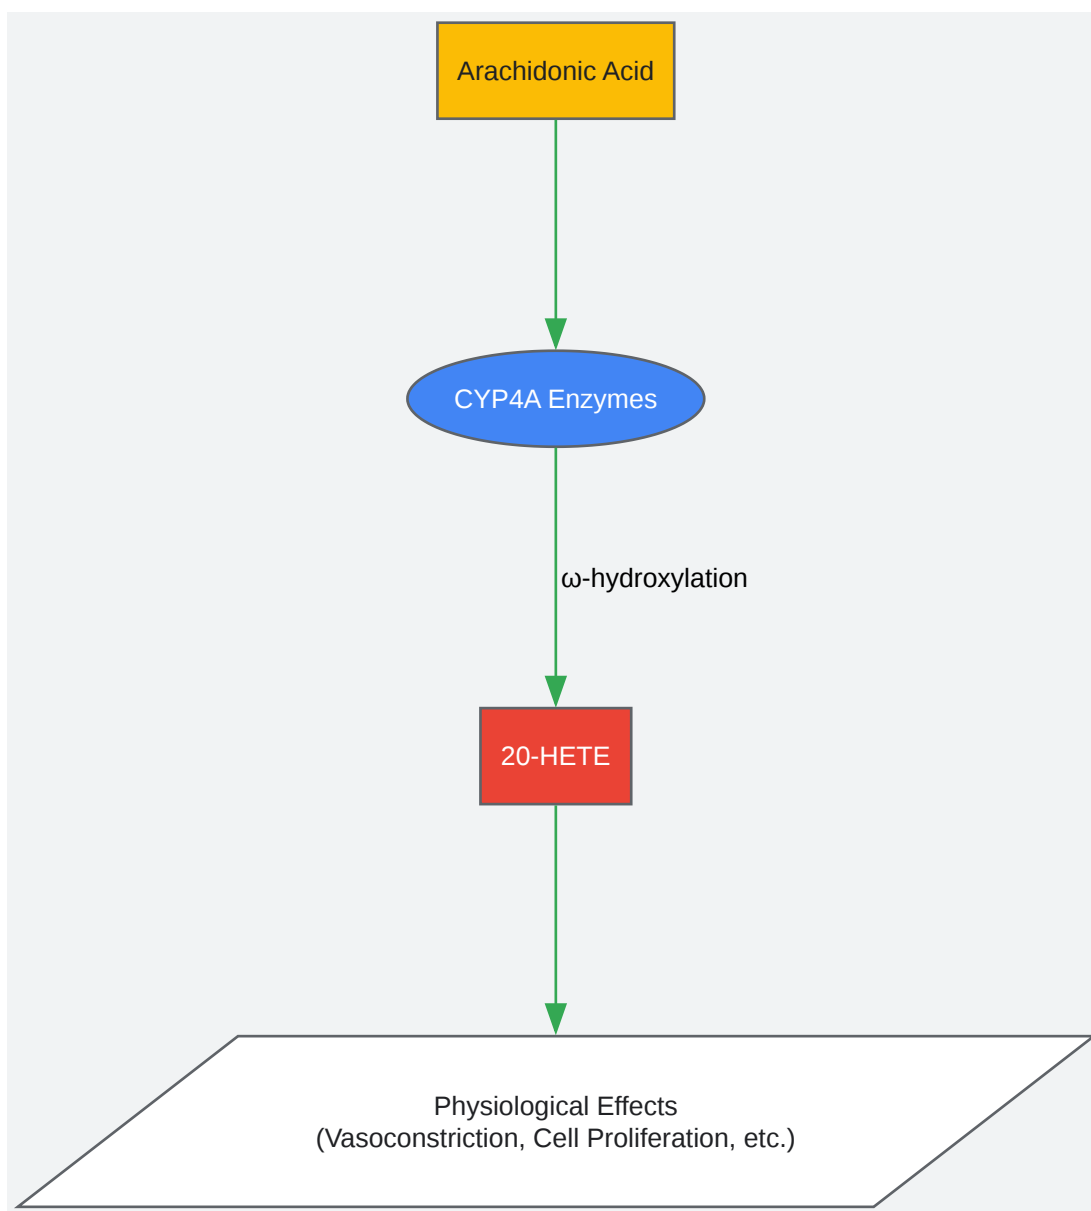 Arachidonic Acid
CYP4A Enzymes
ω-hydroxylation
20-HETE
Physiological Effects
(Vasoconstriction, Cell Proliferation, etc.)